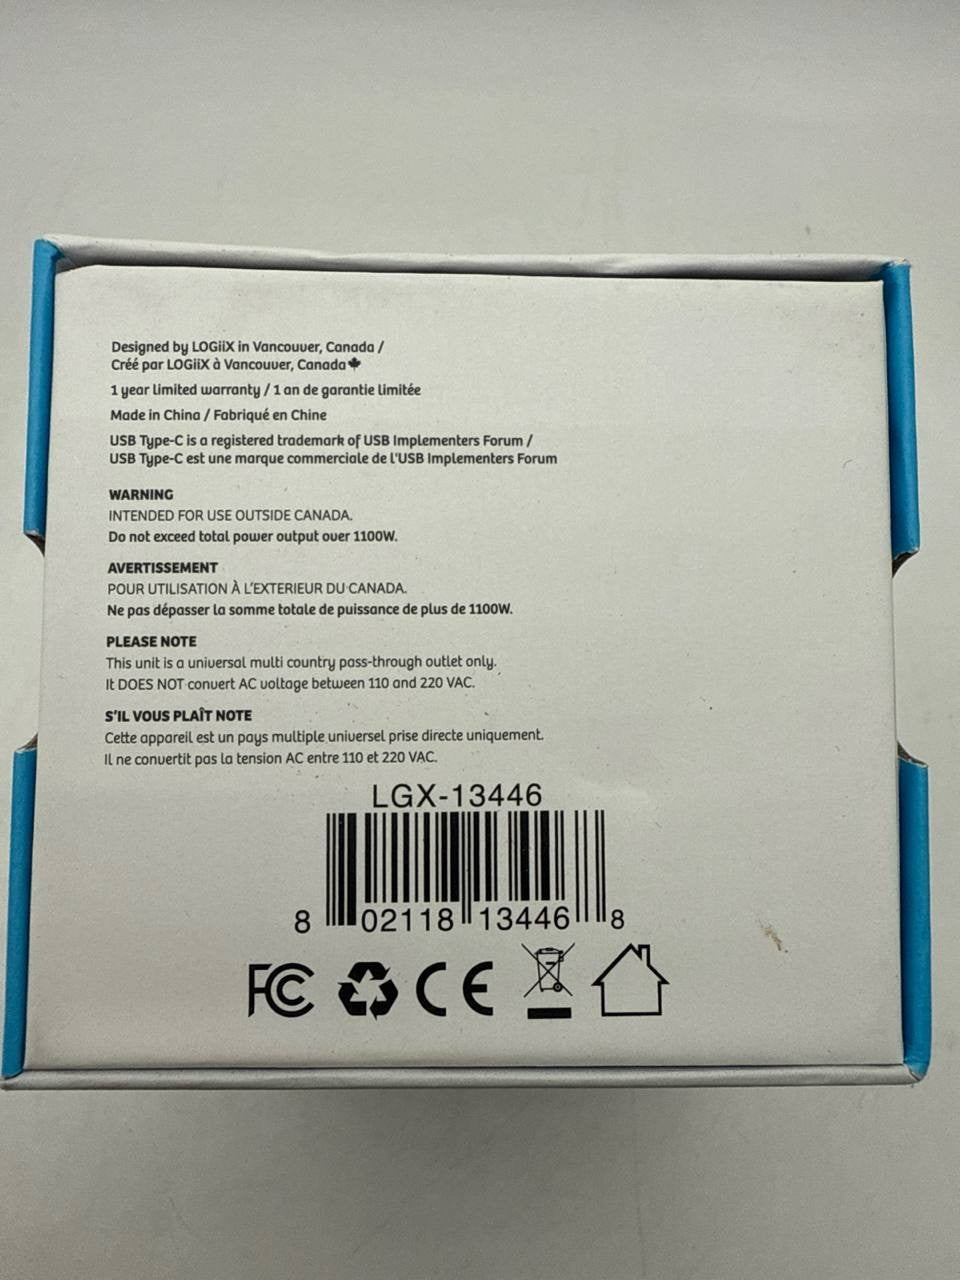 Designed by LOGiiX in Vancouver, Canada /
Créé par LOGiiX à Vancouver, Canada
1 year limited warranty / 1 an de garantie limitée
Made in China / Fabriqué en Chine
USB Type-C is a registered trademark of USB Implementers Forum /
USB Type-C est une marque commerciale de l'USB Implementers Forum
WARNING
INTENDED FOR USE OUTSIDE CANADA.
Do not exceed total power output over 1100W.
AVERTISSEMENT
POUR UTILISATION À L'EXTERIEUR DU CANADA.
Ne pas dépasser la somme totale de puissance de plus de 1100W.
PLEASE NOTE
This unit is a universal multi country pass-through outlet only.
It DOES NOT convert AC voltage between 110 and 220 VAC.
S'IL VOUS PLAÎT NOTE
Cette appareil est un pays multiple universel prise directe uniquement.
Il ne convertit pas la tension AC entre 110 et 220 VAC.
LGX-13446
8 02118 13446 8
FC CE